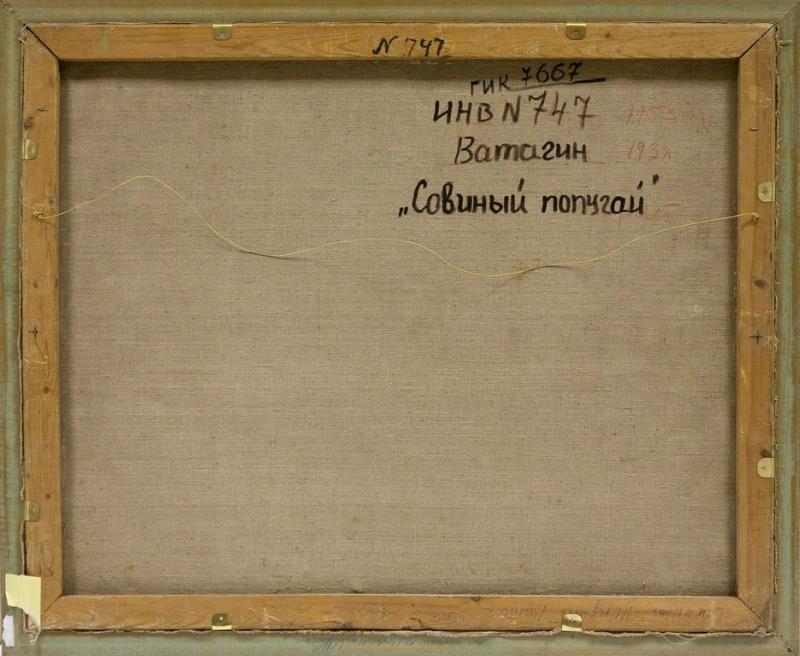 N 747
ГИК 7667
ИНВ N 747
Ватагин
„Совиный попугай"